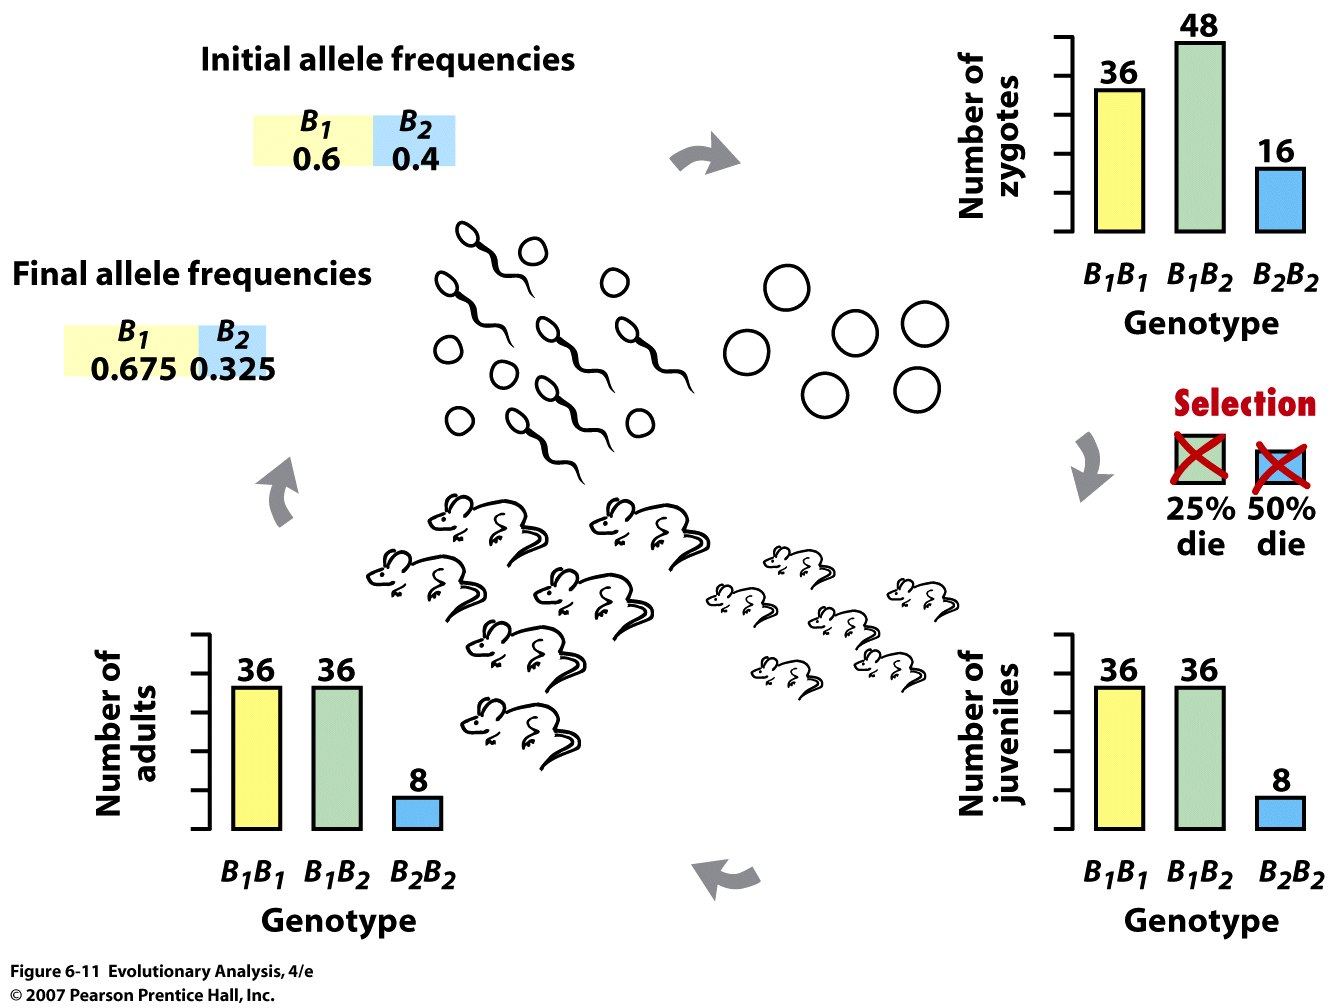 Initial allele frequencies
B1 B2
0.6 0.4
Final allele frequencies
B1 B2
0.675 0.325
Number of
zygotes
36 48 16
B1B1 B1B2 B2B2
Genotype
Selection
25% 50%
die die
Number of
juveniles
36 36 8
B1B1 B1B2 B2B2
Genotype
Number of
adults
36 36 8
B1B1 B1B2 B2B2
Genotype
Figure 6-11 Evolutionary Analysis, 4/e
© 2007 Pearson Prentice Hall, Inc.